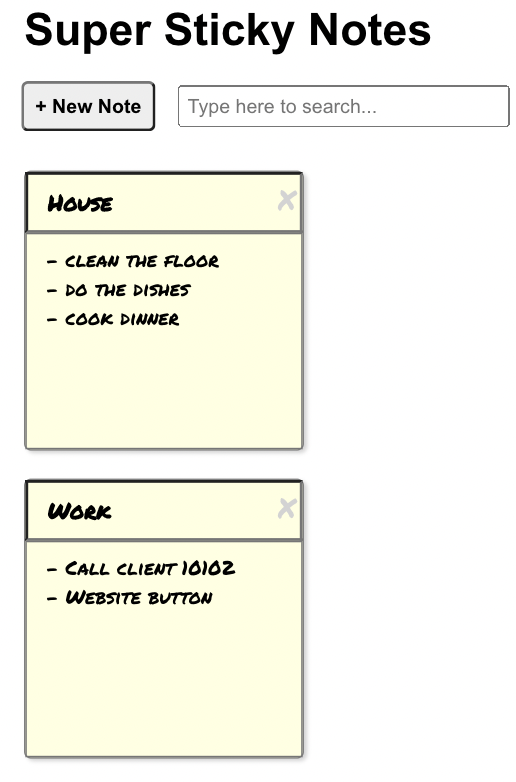 Super Sticky Notes
+ New Note
Type here to search...
House
- clean the floor
- do the dishes
- cook dinner
Work
- Call client 10102
- Website button